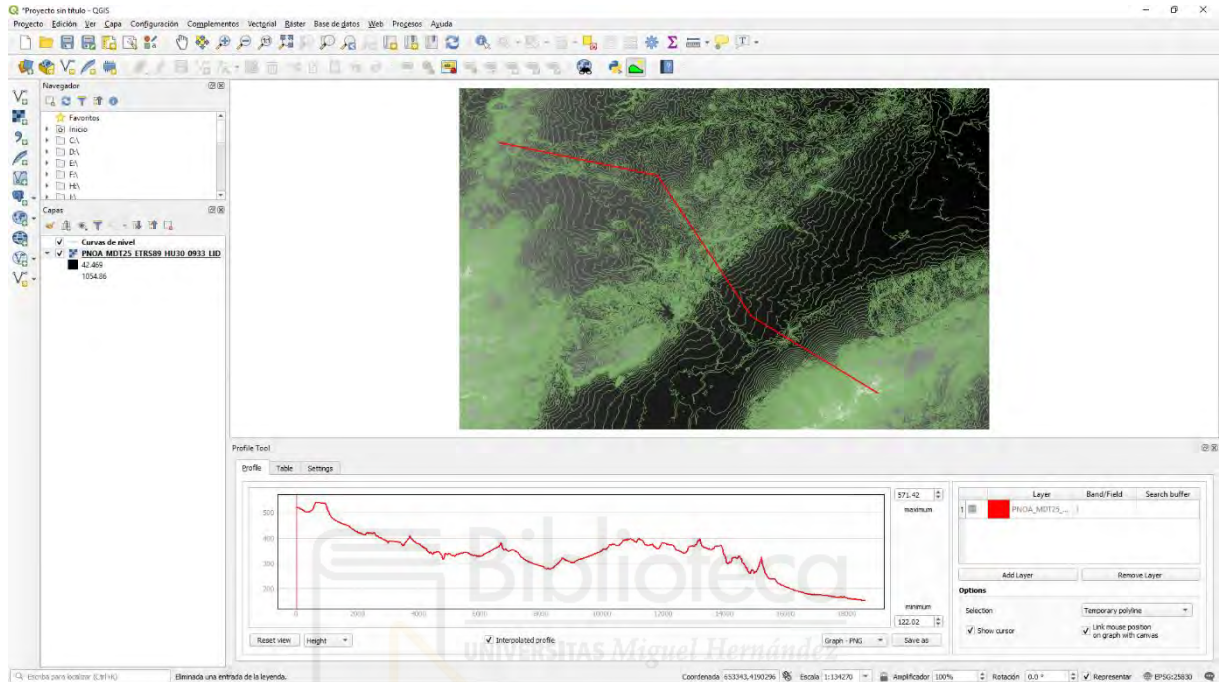 *Proyecto sin título - QGIS
Proyecto Edición Ver Capa Configuración Complementos Vectorial Ráster Base de datos Web Procesos Ayuda
Navegador
Favoritos
Inicio
C:\
D:\
E:\
F:\
H:\
Capas
Curvas de nivel
PNOA_MDT25_ETRS89_HU30_0933_LID
42.469
1054.86
Profile Tool
Profile Table Settings
500
400
300
200
0 2000 4000 6000 8000 10000 12000 14000 16000 18000
571.42
maximum
minimum
122.02
Layer Band/Field Search buffer
1 PNOA_MDT25_... 1
Add Layer Remove Layer
Options
Selection Temporary polyline
Show cursor Link mouse position on graph with canvas
Reset view Height Interpolated profile Graph - PNG Save as
Biblioteca
UNIVERSITAS Miguel Hernández
Escriba para localizar (Ctrl+K) Eliminada una entrada de la leyenda. Coordenada 653343,4190296 Escala 1:134270 Amplificador 100% Rotación 0.0 ° Representar EPSG:25830